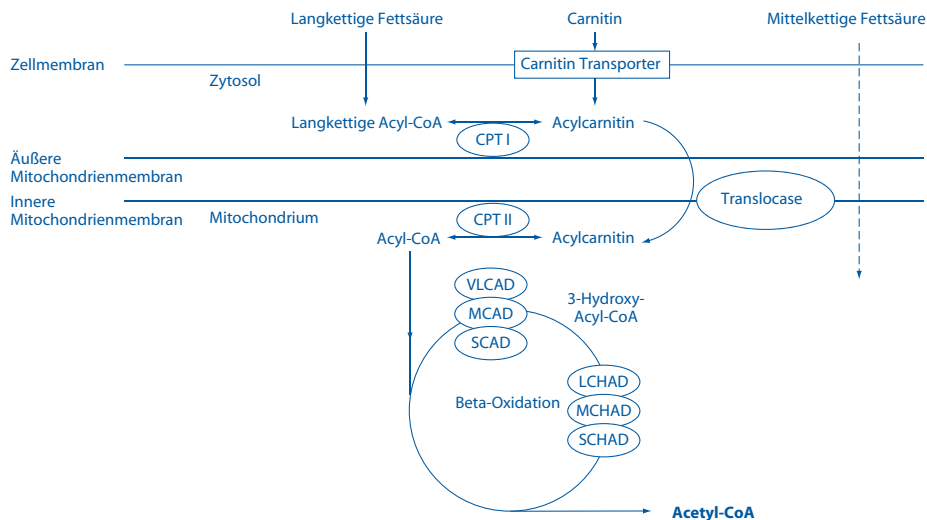 Langkettige Fettsäure
Carnitin
Mittelkettige Fettsäure
Zellmembran
Carnitin Transporter
Zytosol
Langkettige Acyl-CoA
Acylcarnitin
CPT I
Äußere
Mitochondrienmembran
Innere
Mitochondrienmembran
Translocase
Mitochondrium
CPT II
Acyl-CoA
Acylcarnitin
VLCAD
MCAD
SCAD
3-Hydroxy-
Acyl-CoA
LCHAD
MCHAD
SCHAD
Beta-Oxidation
Acetyl-CoA